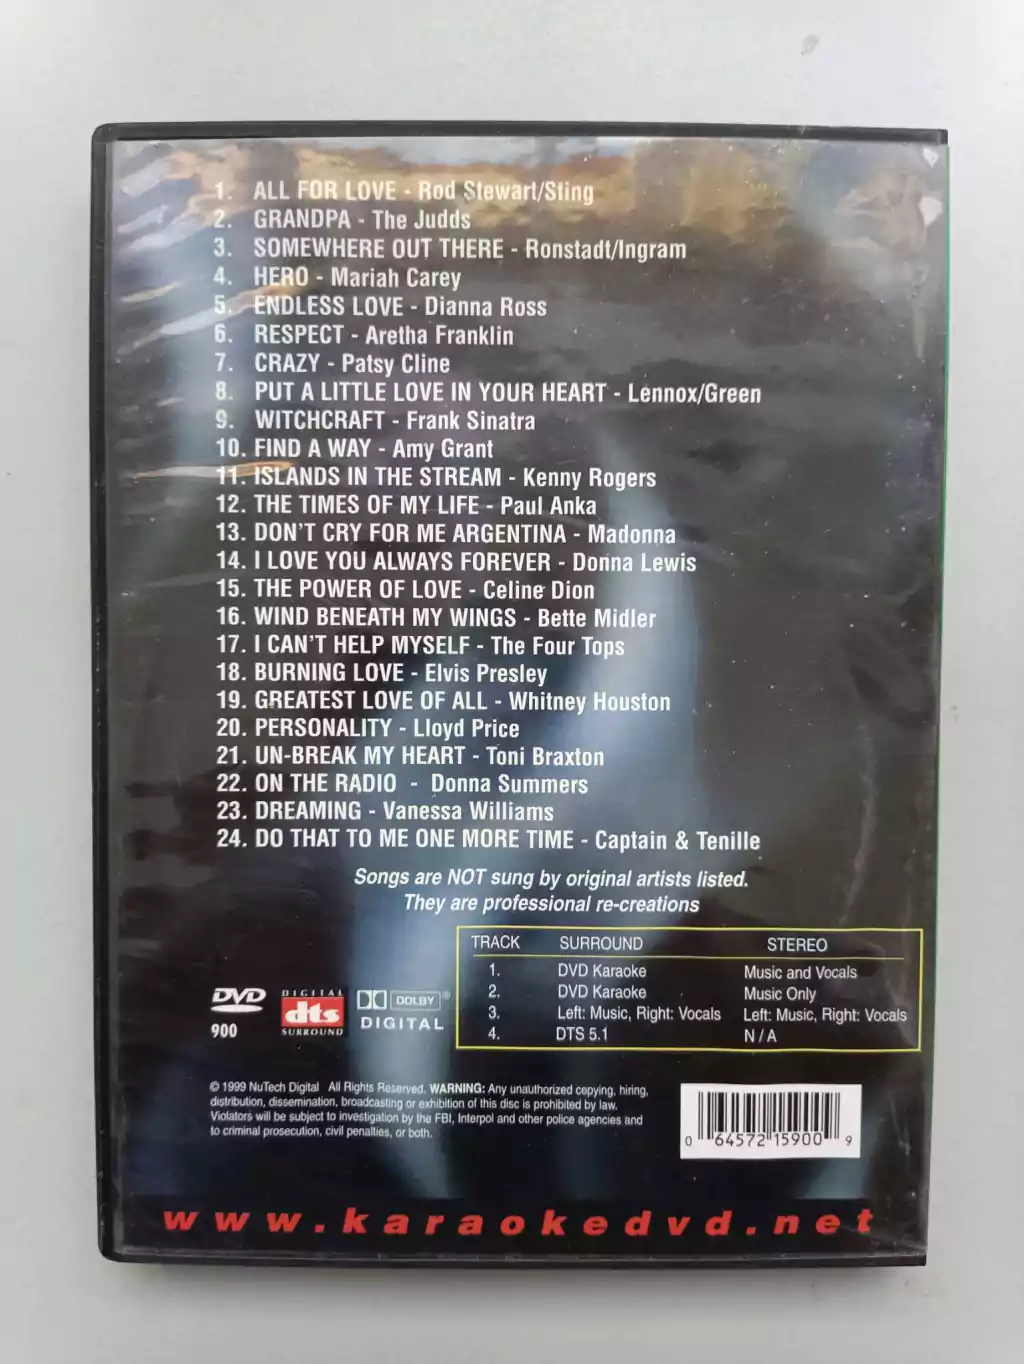 1. ALL FOR LOVE - Rod Stewart/Sting
2. GRANDPA - The Judds
3. SOMEWHERE OUT THERE - Ronstadt/Ingram
4. HERO - Mariah Carey
5. ENDLESS LOVE - Dianna Ross
6. RESPECT - Aretha Franklin
7. CRAZY - Patsy Cline
8. PUT A LITTLE LOVE IN YOUR HEART - Lennox/Green
9. WITCHCRAFT - Frank Sinatra
10. FIND A WAY - Amy Grant
11. ISLANDS IN THE STREAM - Kenny Rogers
12. THE TIMES OF MY LIFE - Paul Anka
13. DON'T CRY FOR ME ARGENTINA - Madonna
14. I LOVE YOU ALWAYS FOREVER - Donna Lewis
15. THE POWER OF LOVE - Celine Dion
16. WIND BENEATH MY WINGS - Bette Midler
17. I CAN'T HELP MYSELF - The Four Tops
18. BURNING LOVE - Elvis Presley
19. GREATEST LOVE OF ALL - Whitney Houston
20. PERSONALITY - Lloyd Price
21. UN-BREAK MY HEART - Toni Braxton
22. ON THE RADIO - Donna Summers
23. DREAMING - Vanessa Williams
24. DO THAT TO ME ONE MORE TIME - Captain & Tenille
Songs are NOT sung by original artists listed.
They are professional re-creations
TRACK SURROUND STEREO
1. DVD Karaoke Music and Vocals
2. DVD Karaoke Music Only
3. Left: Music, Right: Vocals Left: Music, Right: Vocals
4. DTS 5.1 N/A
DVD
900
DIGITAL
dts
SURROUND
DOLBY®
DIGITAL
© 1999 NuTech Digital All Rights Reserved. WARNING: Any unauthorized copying, hiring,
distribution, dissemination, broadcasting or exhibition of this disc is prohibited by law.
Violators will be subject to investigation by the FBI, Interpol and other police agencies and
to criminal prosecution, civil penalties, or both.
0 64572 15900 9
www.karaokedvd.net